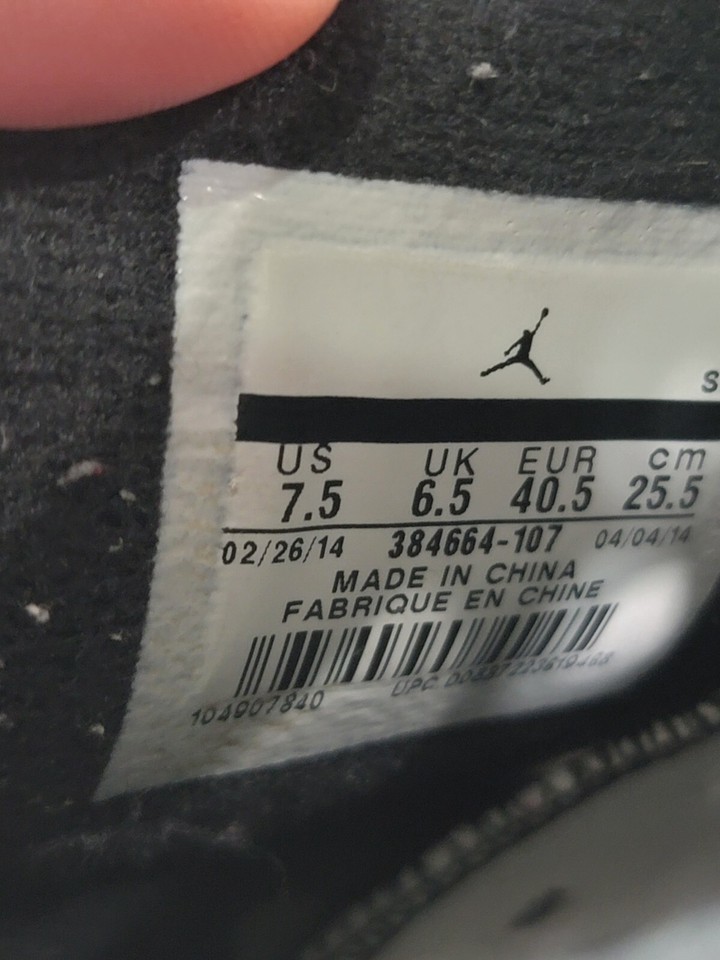 S
US UK EUR cm
7.5 6.5 40.5 25.5
02/26/14 384664-107 04/04/14
MADE IN CHINA
FABRIQUE EN CHINE
104907840 UPC